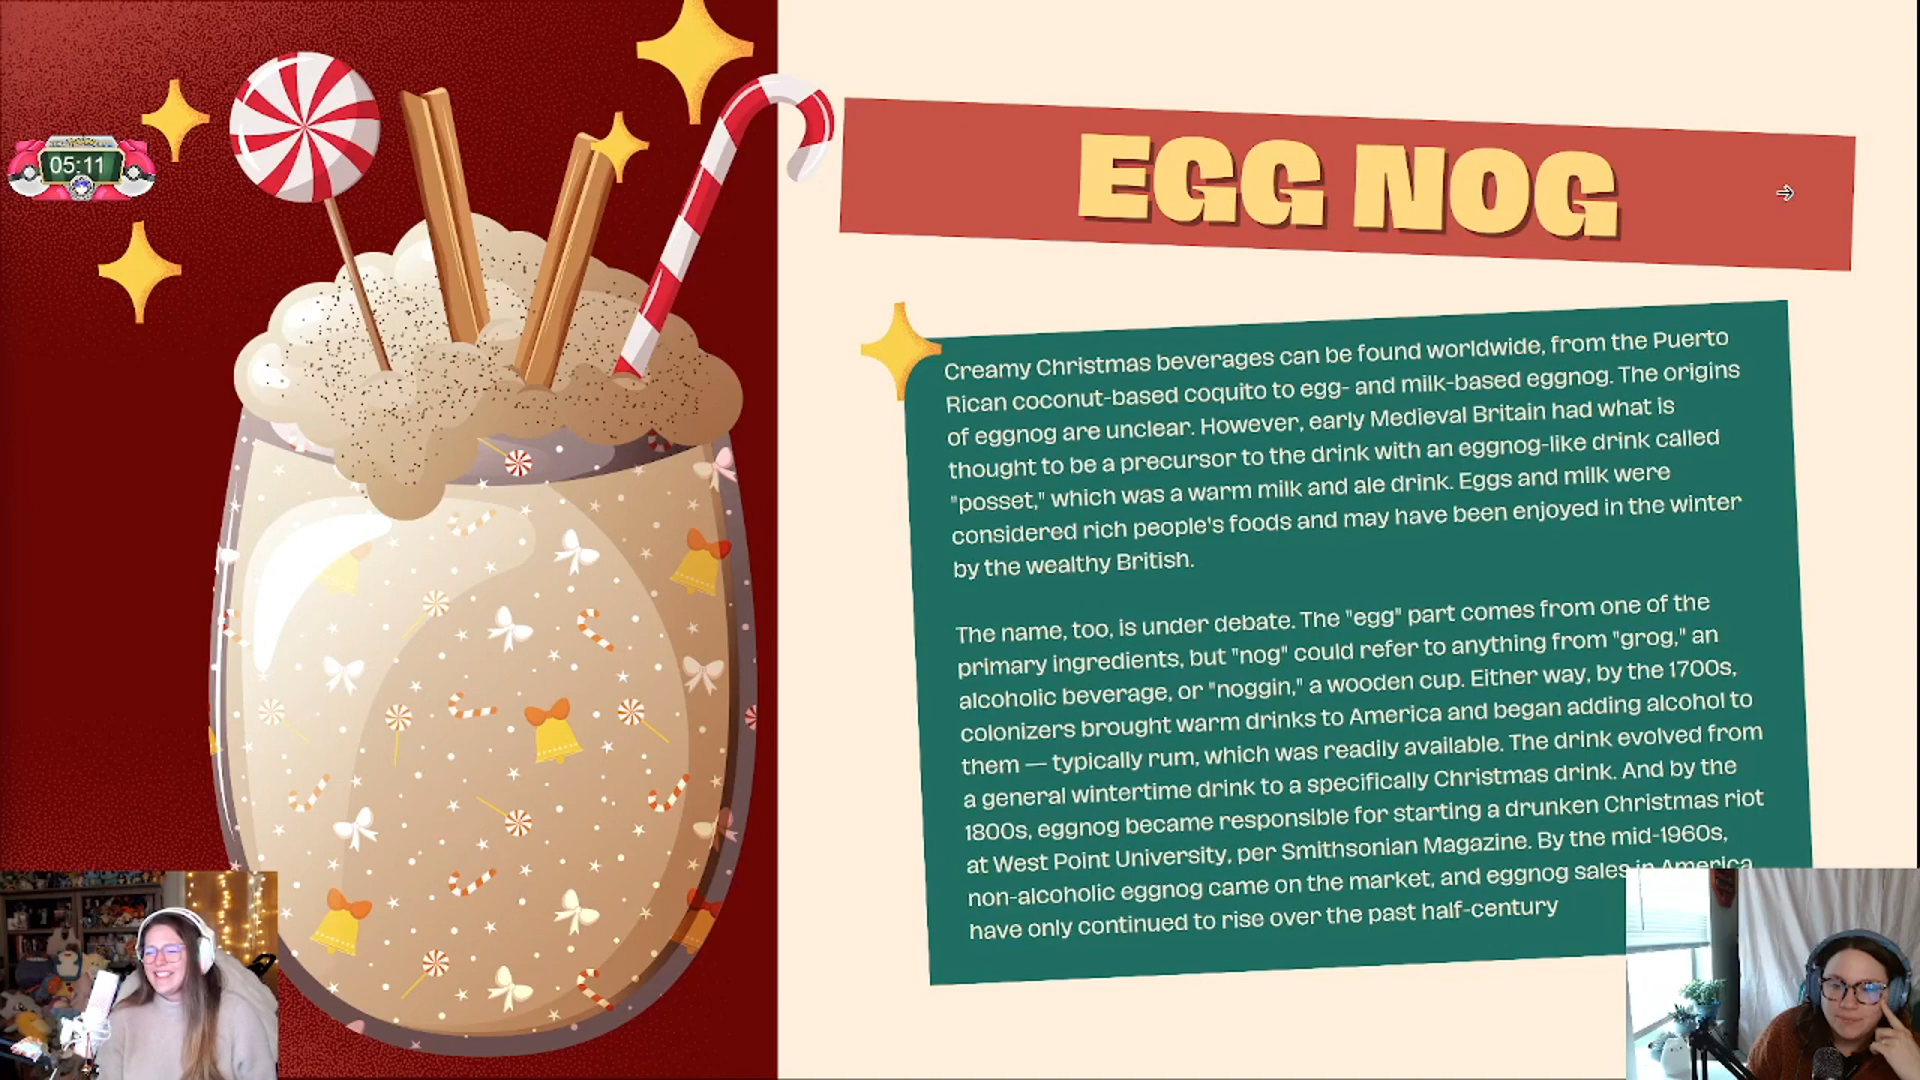 05:11
EGG NOG
Creamy Christmas beverages can be found worldwide, from the Puerto
Rican coconut-based coquito to egg- and milk-based eggnog. The origins
of eggnog are unclear. However, early Medieval Britain had what is
thought to be a precursor to the drink with an eggnog-like drink called
"posset," which was a warm milk and ale drink. Eggs and milk were
considered rich people's foods and may have been enjoyed in the winter
by the wealthy British.
The name, too, is under debate. The "egg" part comes from one of the
primary ingredients, but "nog" could refer to anything from "grog," an
alcoholic beverage, or "noggin," a wooden cup. Either way, by the 1700s,
colonizers brought warm drinks to America and began adding alcohol to
them — typically rum, which was readily available. The drink evolved from
a general wintertime drink to a specifically Christmas drink. And by the
1800s, eggnog became responsible for starting a drunken Christmas riot
at West Point University, per Smithsonian Magazine. By the mid-1960s,
non-alcoholic eggnog came on the market, and eggnog sales in America
have only continued to rise over the past half-century